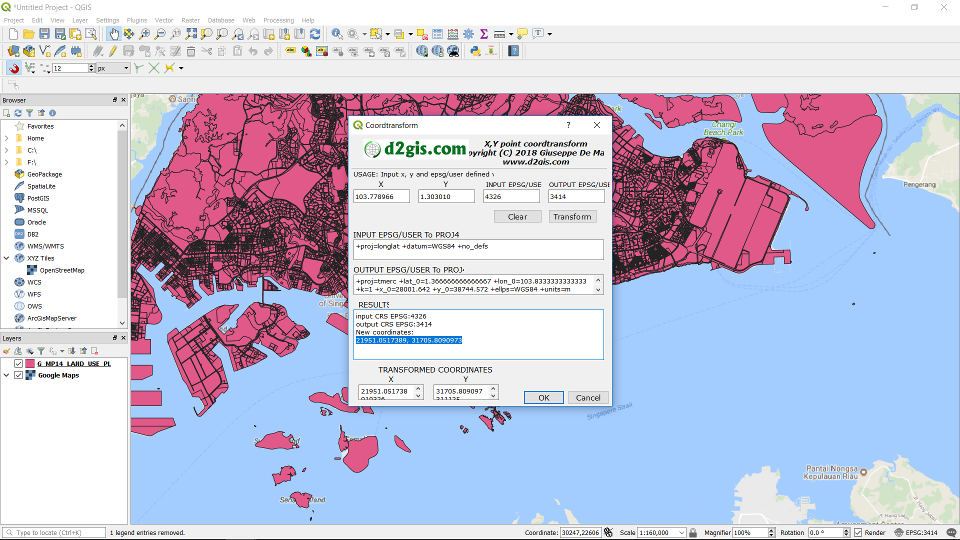 *Untitled Project - QGIS
Project Edit View Layer Settings Plugins Vector Raster Database Web Processing Help
12 px
Browser
Favorites
Home
C:\
F:\
GeoPackage
SpatiaLite
PostGIS
MSSQL
Oracle
DB2
WMS/WMTS
XYZ Tiles
OpenStreetMap
WCS
WFS
OWS
ArcGisMapServer
Layers
G_MP14_LAND_USE_PL
Google Maps
Changi
Beach Park
Pengerang
Coordtransform
? 
d2gis.com
X,Y point coordtransform
pyright (C) 2018 Giuseppe De Ma
www.d2gis.com
USAGE: Input x, y and epsg/user defined
X Y INPUT EPSG/USE OUTPUT EPSG/USE
103.778966 1.303010 4326 3414
Clear Transform
INPUT EPSG/USER To PROJ4
+proj=longlat +datum=WGS84 +no_defs
OUTPUT EPSG/USER To PROJ4
+proj=tmerc +lat_0=1.366666666666667 +lon_0=103.8333333333333
+k=1 +x_0=28001.642 +y_0=38744.572 +ellps=WGS84 +units=m
RESULTS
input CRS EPSG:4326
output CRS EPSG:3414
New coordinates:
21951.0517389, 31705.8090973
TRANSFORMED COORDINATES
X Y
21951.051738 31705.809097
OK Cancel
of Sing
Singapore Strait
Pantai Nongsa
Kepulauan Riau
Type to locate (Ctrl+K) 1 legend entries removed. Coordinate: 30247,22606 Scale 1:160,000 Magnifier 100% Rotation 0.0 ° Render EPSG:3414